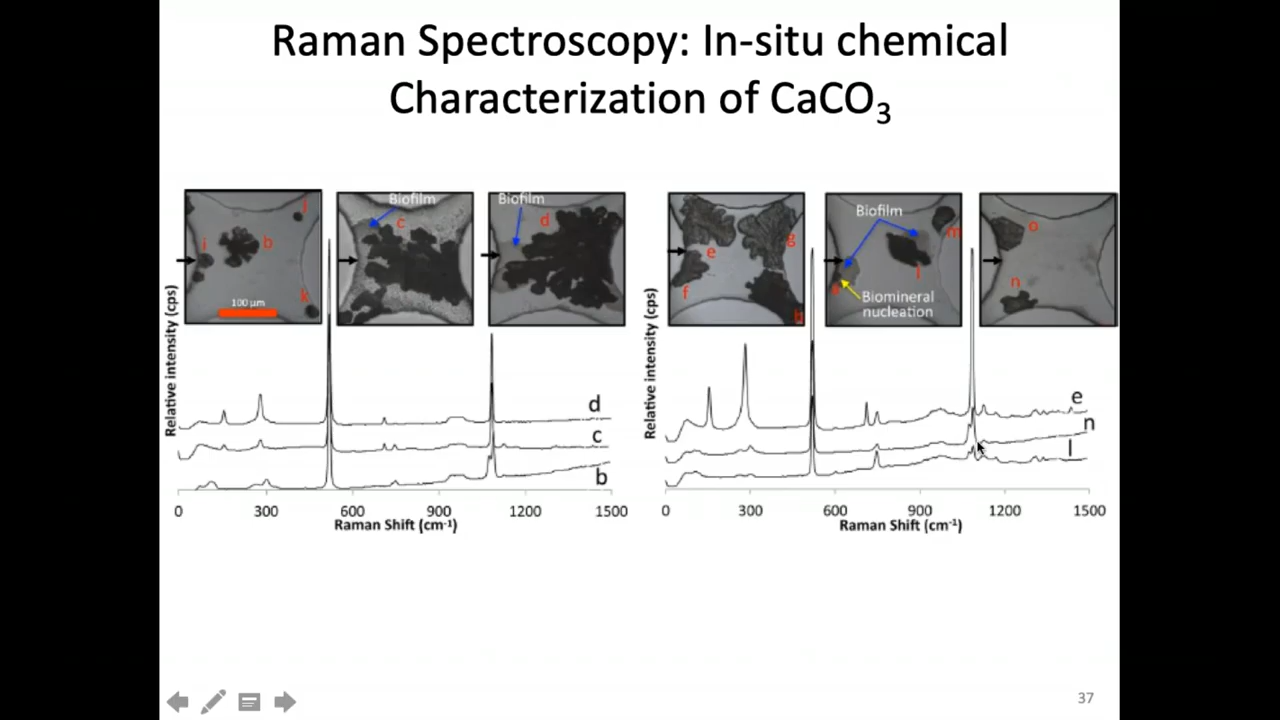 Raman Spectroscopy: In-situ chemical
Characterization of CaCO₃
Relative intensity (cps)
i
b
j
k
100 µm
Biofilm
c
Biofilm
d
d
c
b
0 300 600 900 1200 1500
Raman Shift (cm⁻¹)
Relative intensity (cps)
e
f
g
h
Biofilm
m
l
Biomineral
nucleation
o
n
e
n
l
0 300 600 900 1200 1500
Raman Shift (cm⁻¹)
37